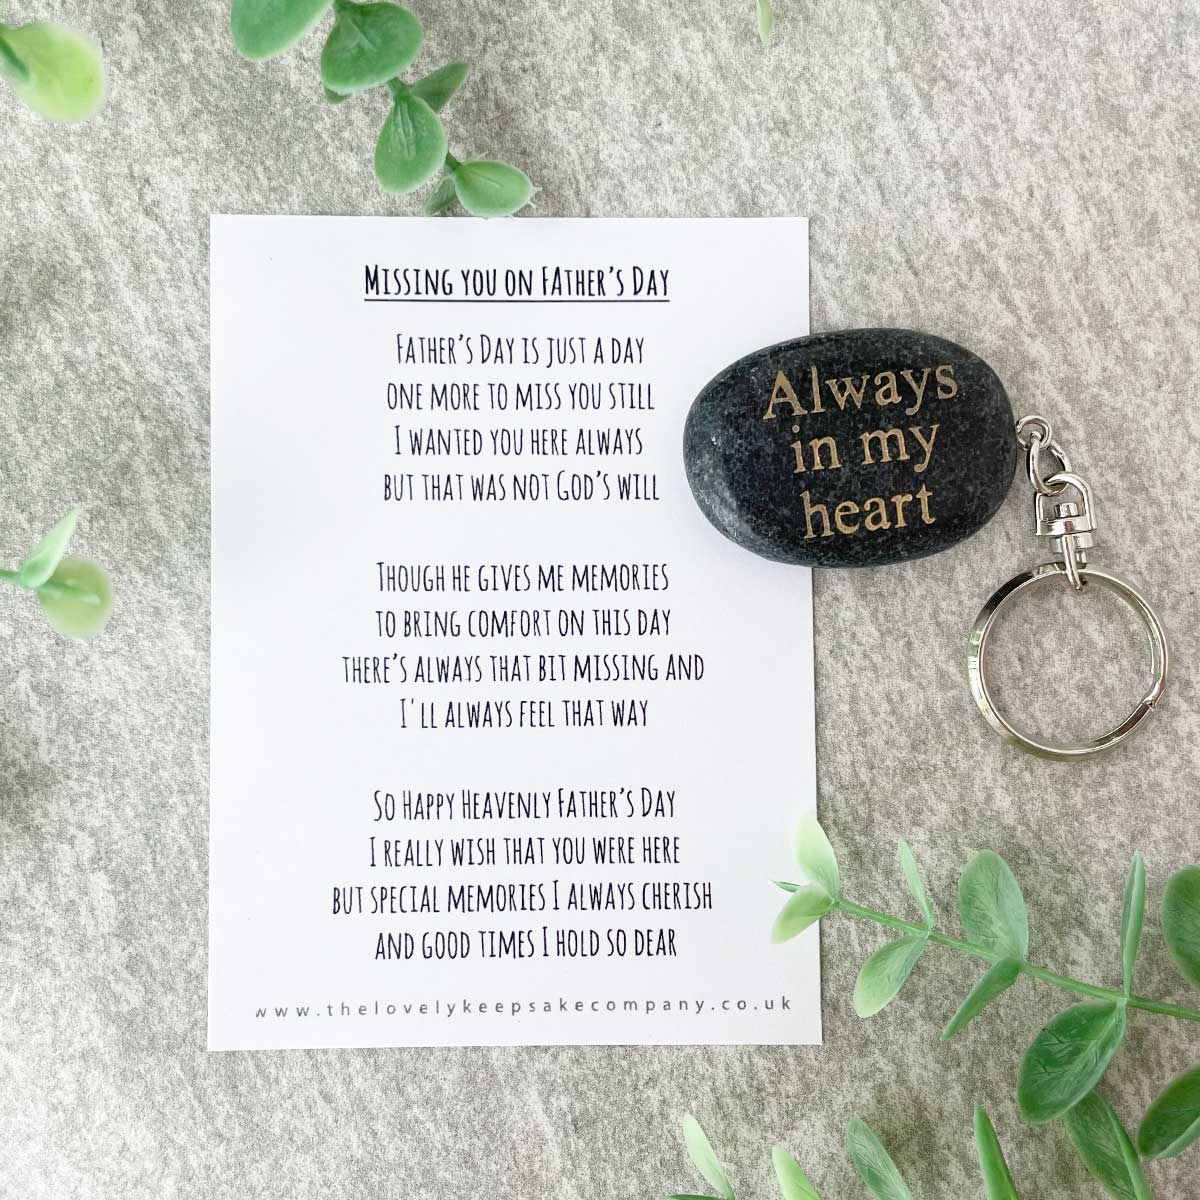 Missing you on Father's Day
Father's Day is just a day
one more to miss you still
I wanted you here always
but that was not God's will
Though he gives me memories
to bring comfort on this day
there's always that bit missing and
I'll always feel that way
So Happy Heavenly Father's Day
I really wish that you were here
but special memories I always cherish
and good times I hold so dear
www.thelovelykeepsakecompany.co.uk
Always
in my
heart